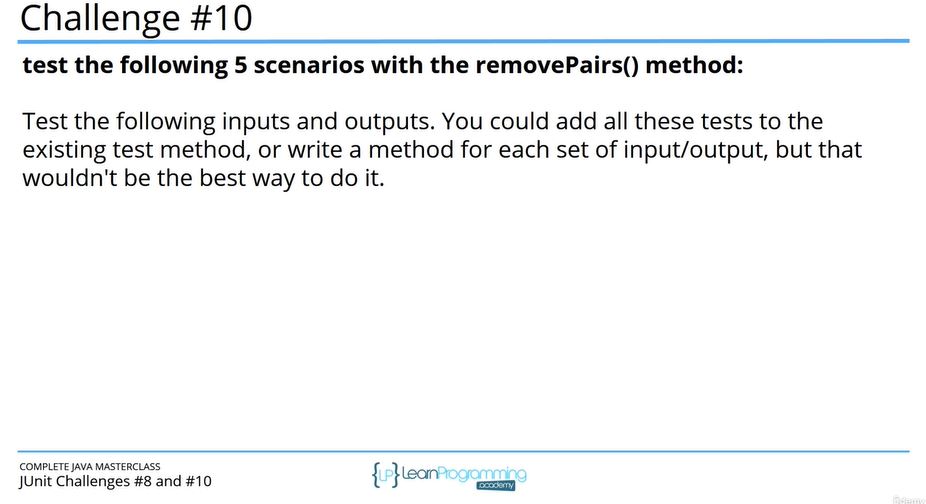 Challenge #10
test the following 5 scenarios with the removePairs() method:
Test the following inputs and outputs. You could add all these tests to the
existing test method, or write a method for each set of input/output, but that
wouldn't be the best way to do it.
COMPLETE JAVA MASTERCLASS
JUnit Challenges #8 and #10
{LP} LearnProgramming
.academy
ûdemy